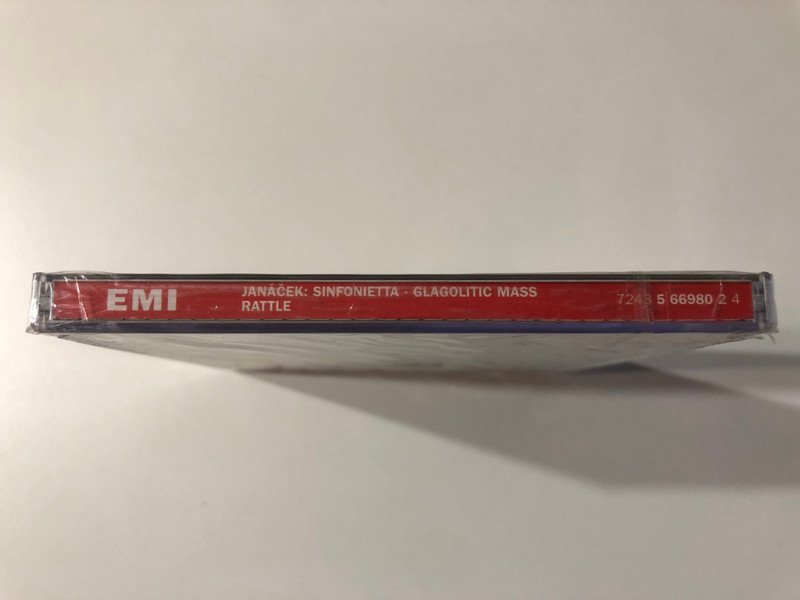 EMI
JANÁČEK: SINFONIETTA · GLAGOLITIC MASS
RATTLE
7243 5 66980 2 4